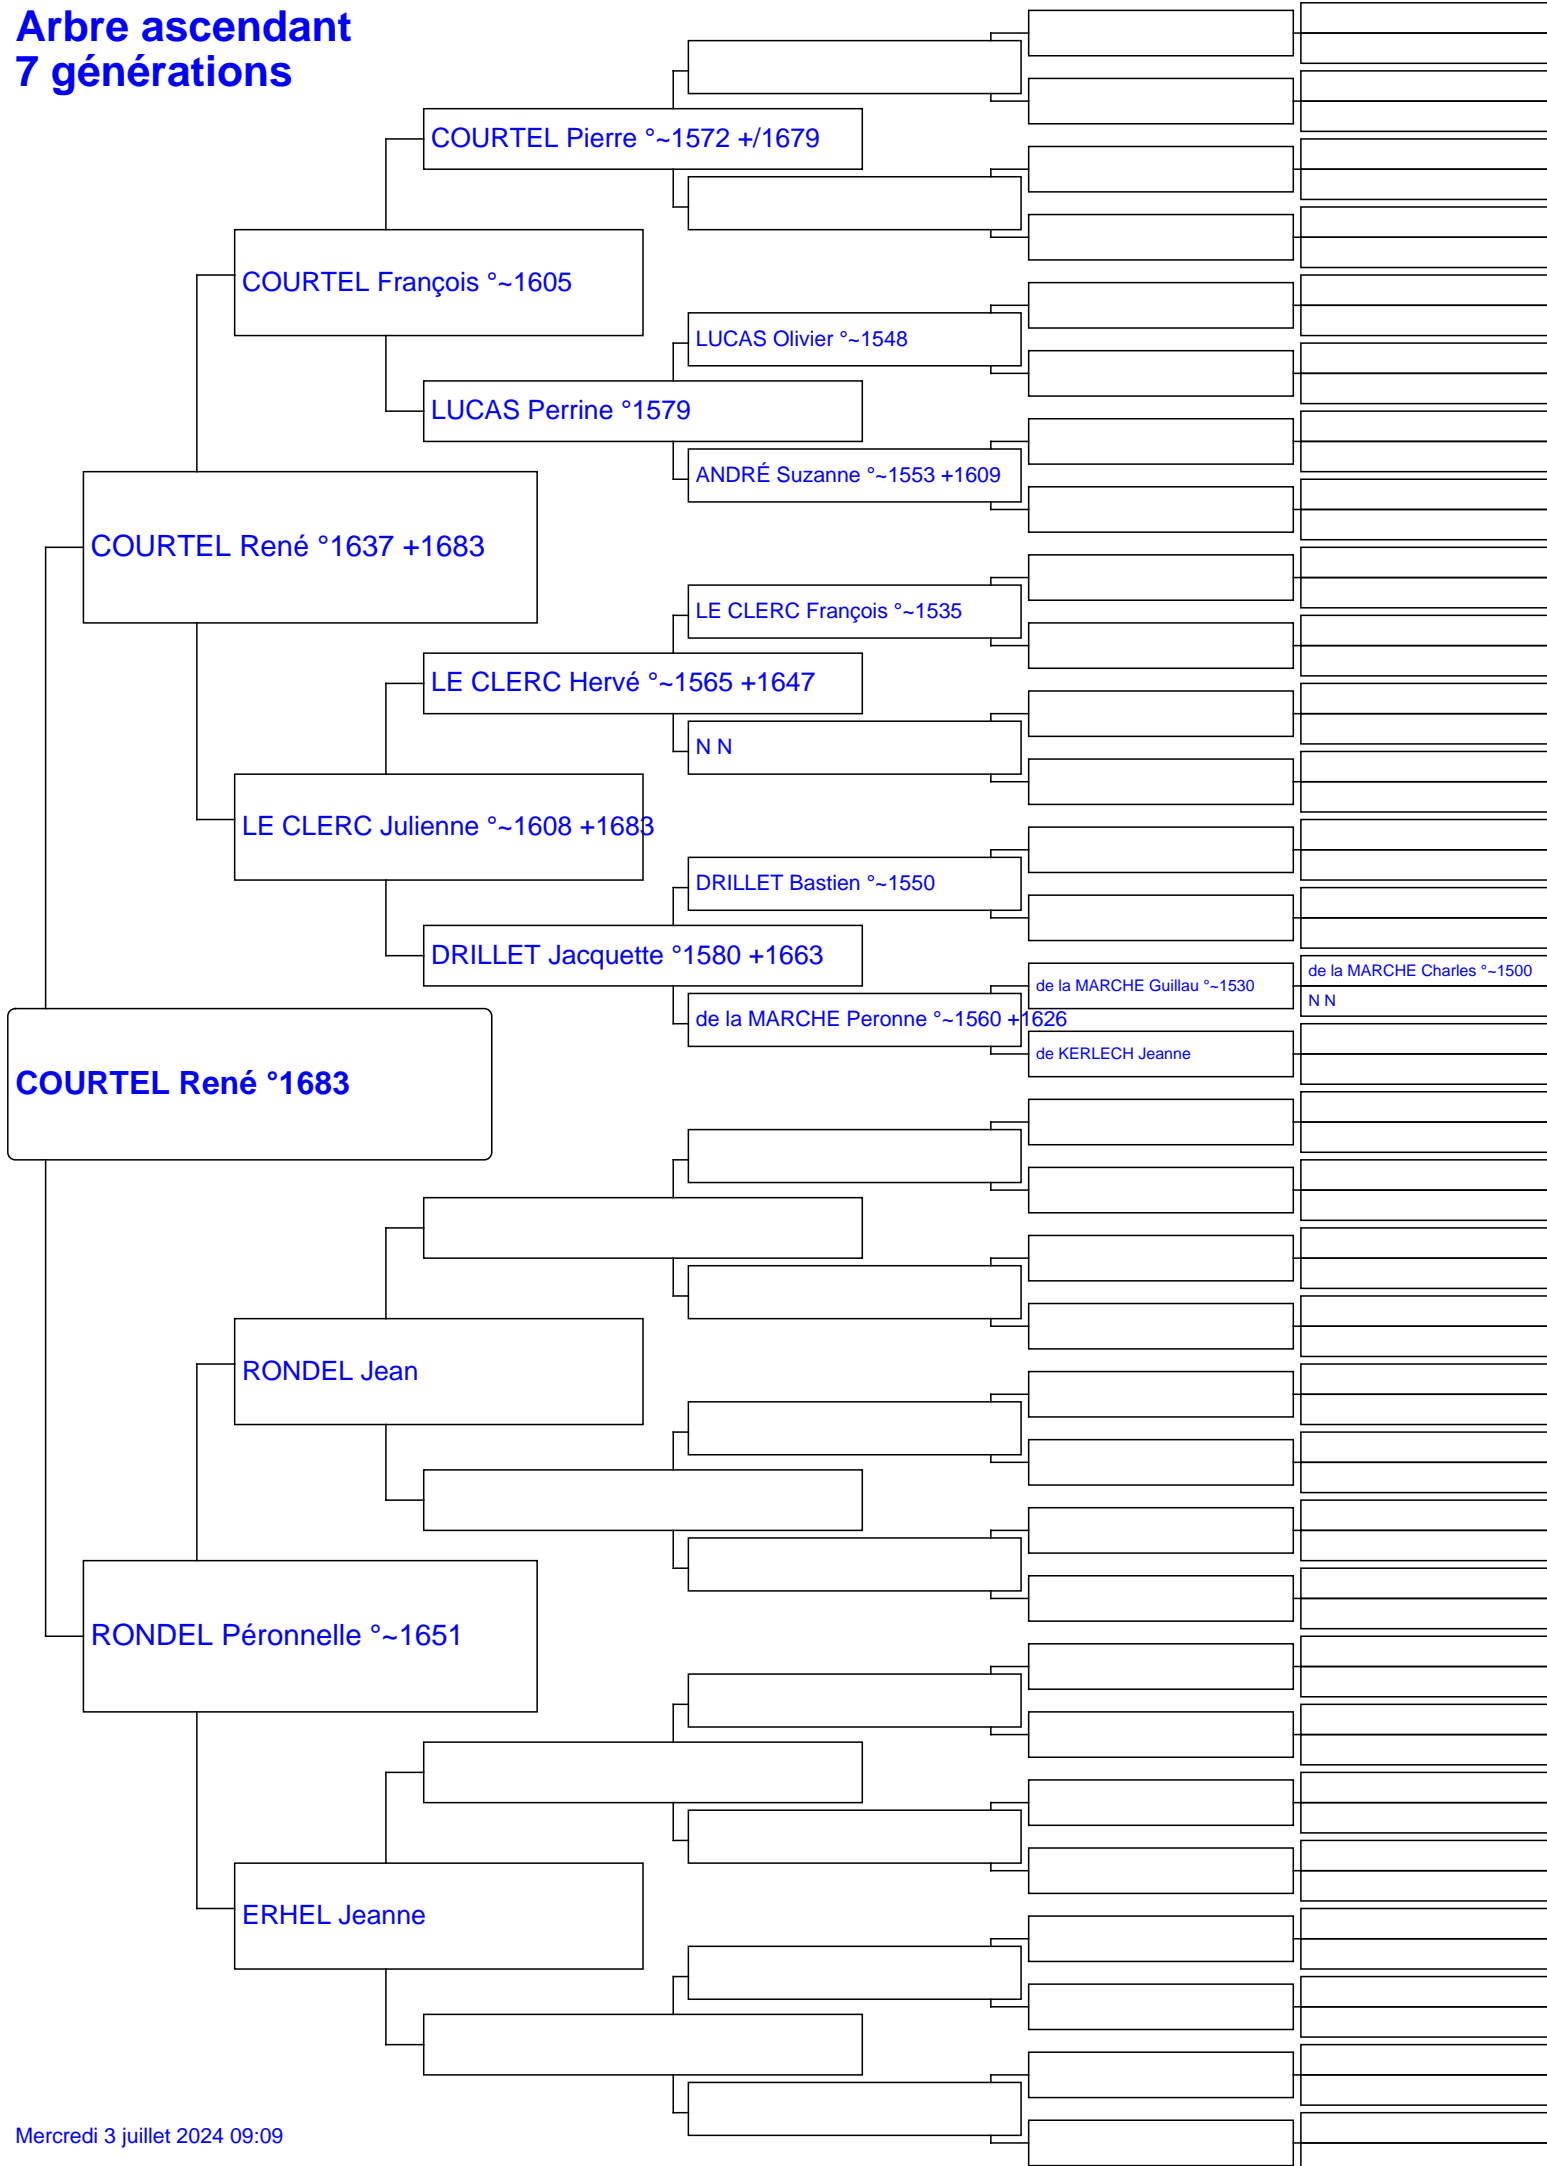 Arbre ascendant
7 générations
COURTEL Pierre °~1572 +/1679
COURTEL François °~1605
LUCAS Olivier °~1548
LUCAS Perrine °1579
ANDRÉ Suzanne °~1553 +1609
COURTEL René °1637 +1683
LE CLERC François °~1535
LE CLERC Hervé °~1565 +1647
N N
LE CLERC Julienne °~1608 +1683
DRILLET Bastien °~1550
DRILLET Jacquette °1580 +1663
de la MARCHE Charles °~1500
de la MARCHE Guillau °~1530
N N
de la MARCHE Peronne °~1560 +1626
de KERLECH Jeanne
COURTEL René °1683
RONDEL Jean
RONDEL Péronnelle °~1651
ERHEL Jeanne
Mercredi 3 juillet 2024 09:09